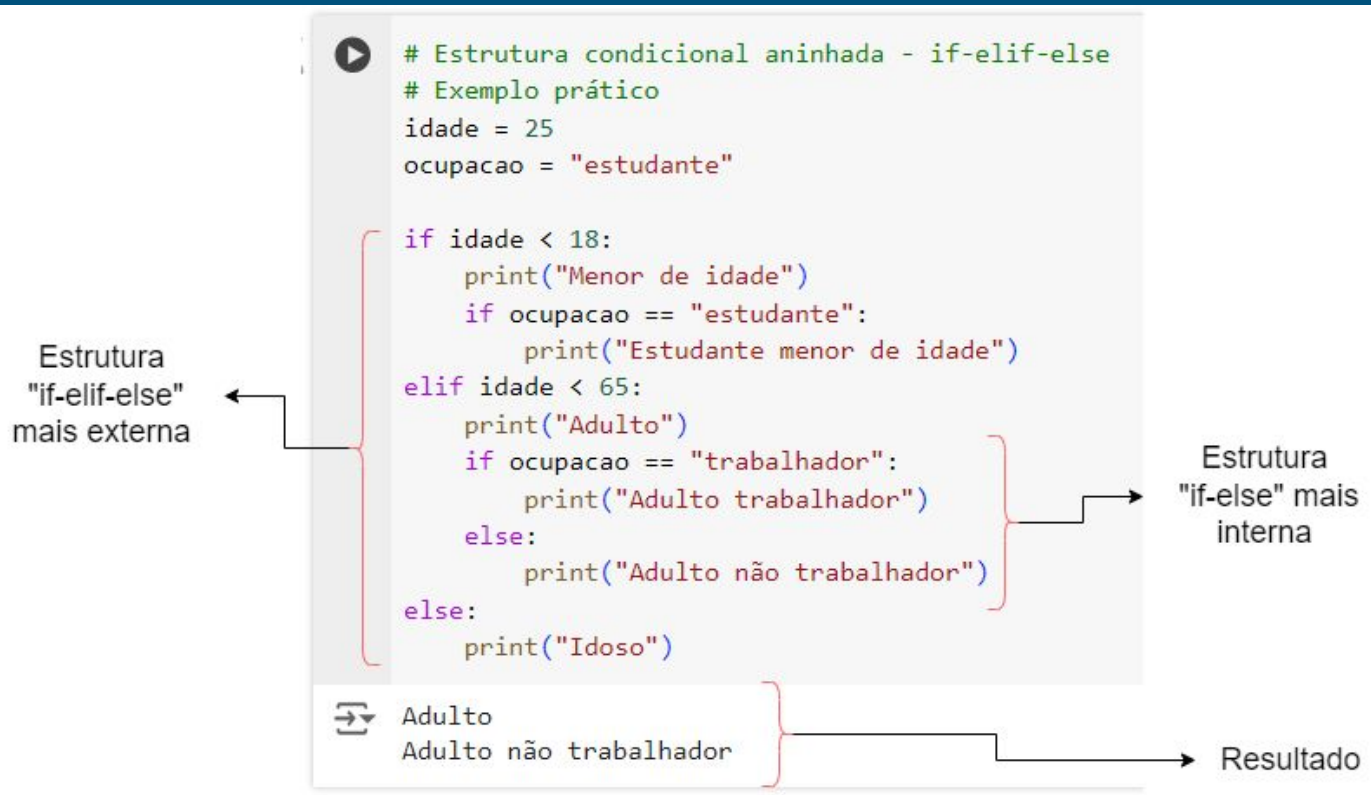 # Estrutura condicional aninhada - if-elif-else
# Exemplo prático
idade = 25
ocupacao = "estudante"
if idade < 18:
    print("Menor de idade")
    if ocupacao == "estudante":
        print("Estudante menor de idade")
elif idade < 65:
    print("Adulto")
    if ocupacao == "trabalhador":
        print("Adulto trabalhador")
    else:
        print("Adulto não trabalhador")
else:
    print("Idoso")
Estrutura
"if-elif-else"
mais externa
Estrutura
"if-else" mais
interna
Adulto
Adulto não trabalhador
Resultado